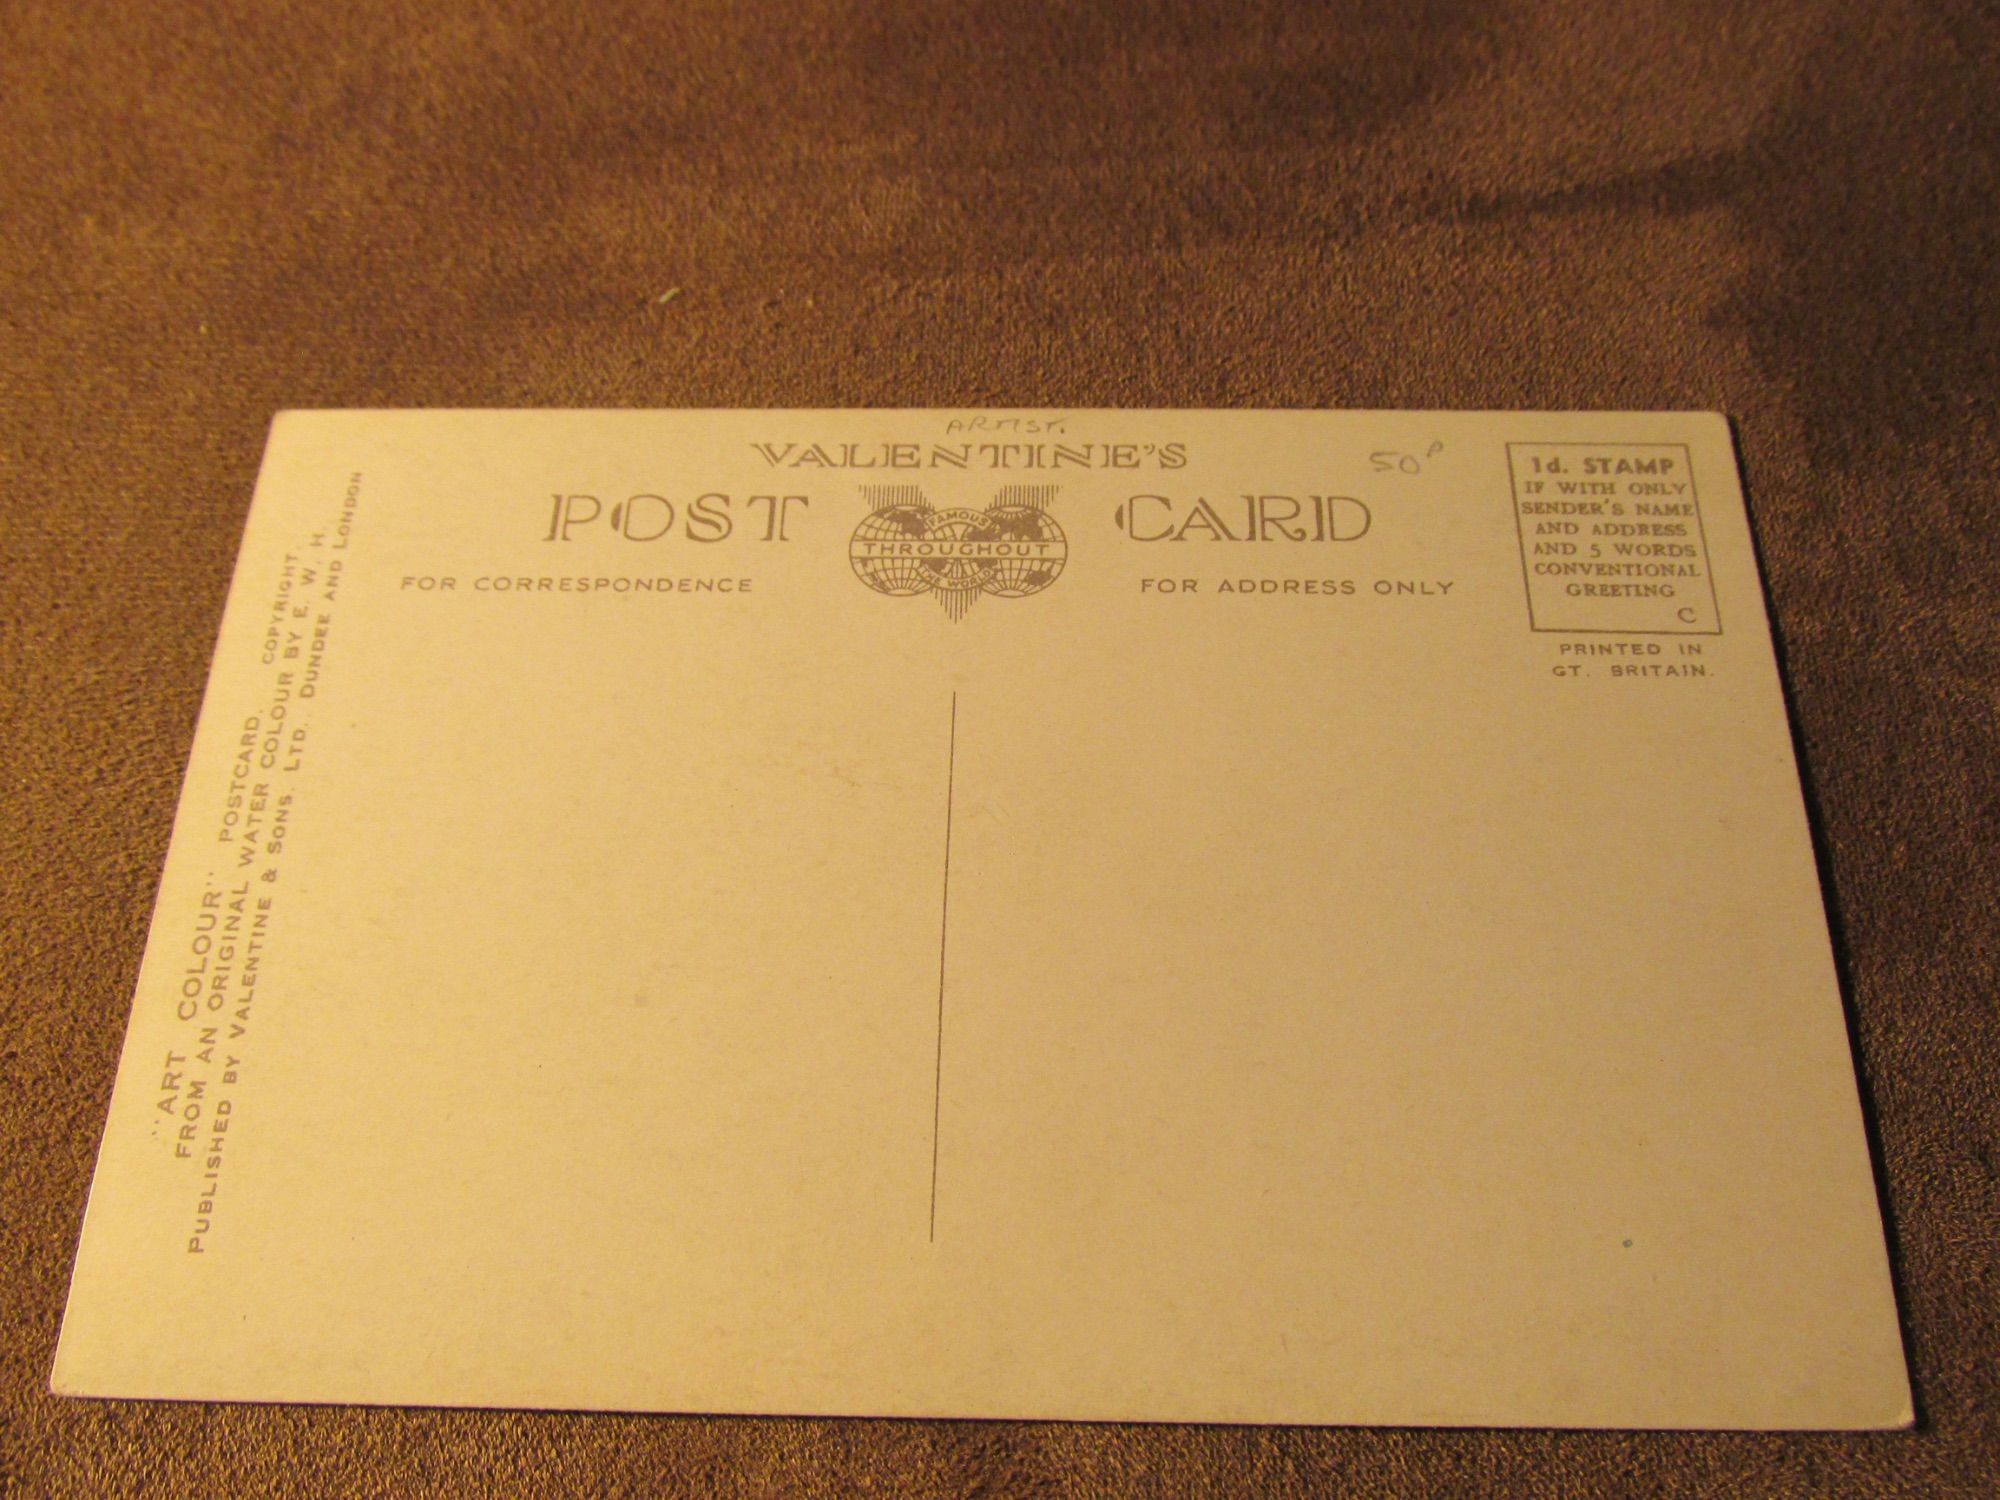 ARTIST.
VALENTINE'S
50P
POST CARD
FAMOUS
THROUGHOUT
THE WORLD
FOR CORRESPONDENCE
FOR ADDRESS ONLY
1d. STAMP
IF WITH ONLY
SENDER'S NAME
AND ADDRESS
AND 5 WORDS
CONVENTIONAL
GREETING
C
PRINTED IN
GT. BRITAIN.
"ART COLOUR" POSTCARD. COPYRIGHT.
FROM AN ORIGINAL WATER COLOUR BY E. W. H.
PUBLISHED BY VALENTINE & SONS, LTD., DUNDEE AND LONDON